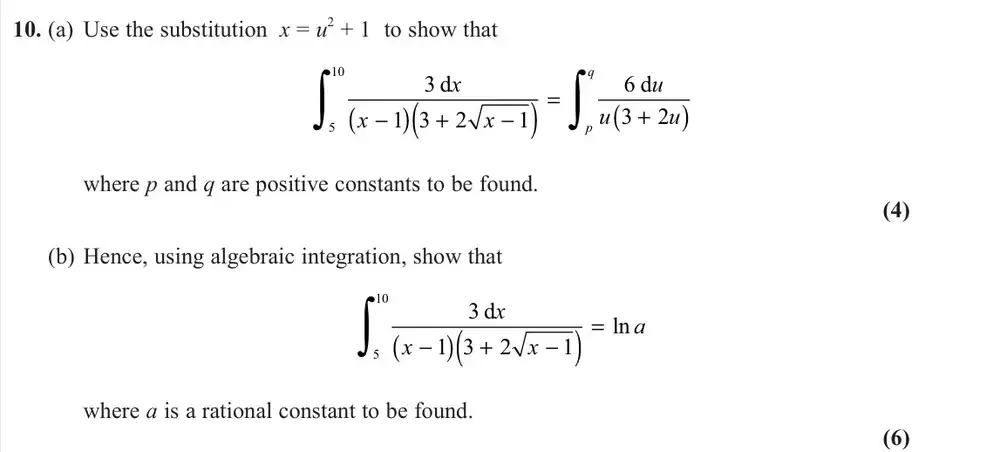 10. (a) Use the substitution x = u² + 1 to show that
∫₅¹⁰ 3 dx / ((x − 1)(3 + 2√(x − 1))) = ∫ₚ^q 6 du / (u(3 + 2u))
where p and q are positive constants to be found.
(4)
(b) Hence, using algebraic integration, show that
∫₅¹⁰ 3 dx / ((x − 1)(3 + 2√(x − 1))) = ln a
where a is a rational constant to be found.
(6)